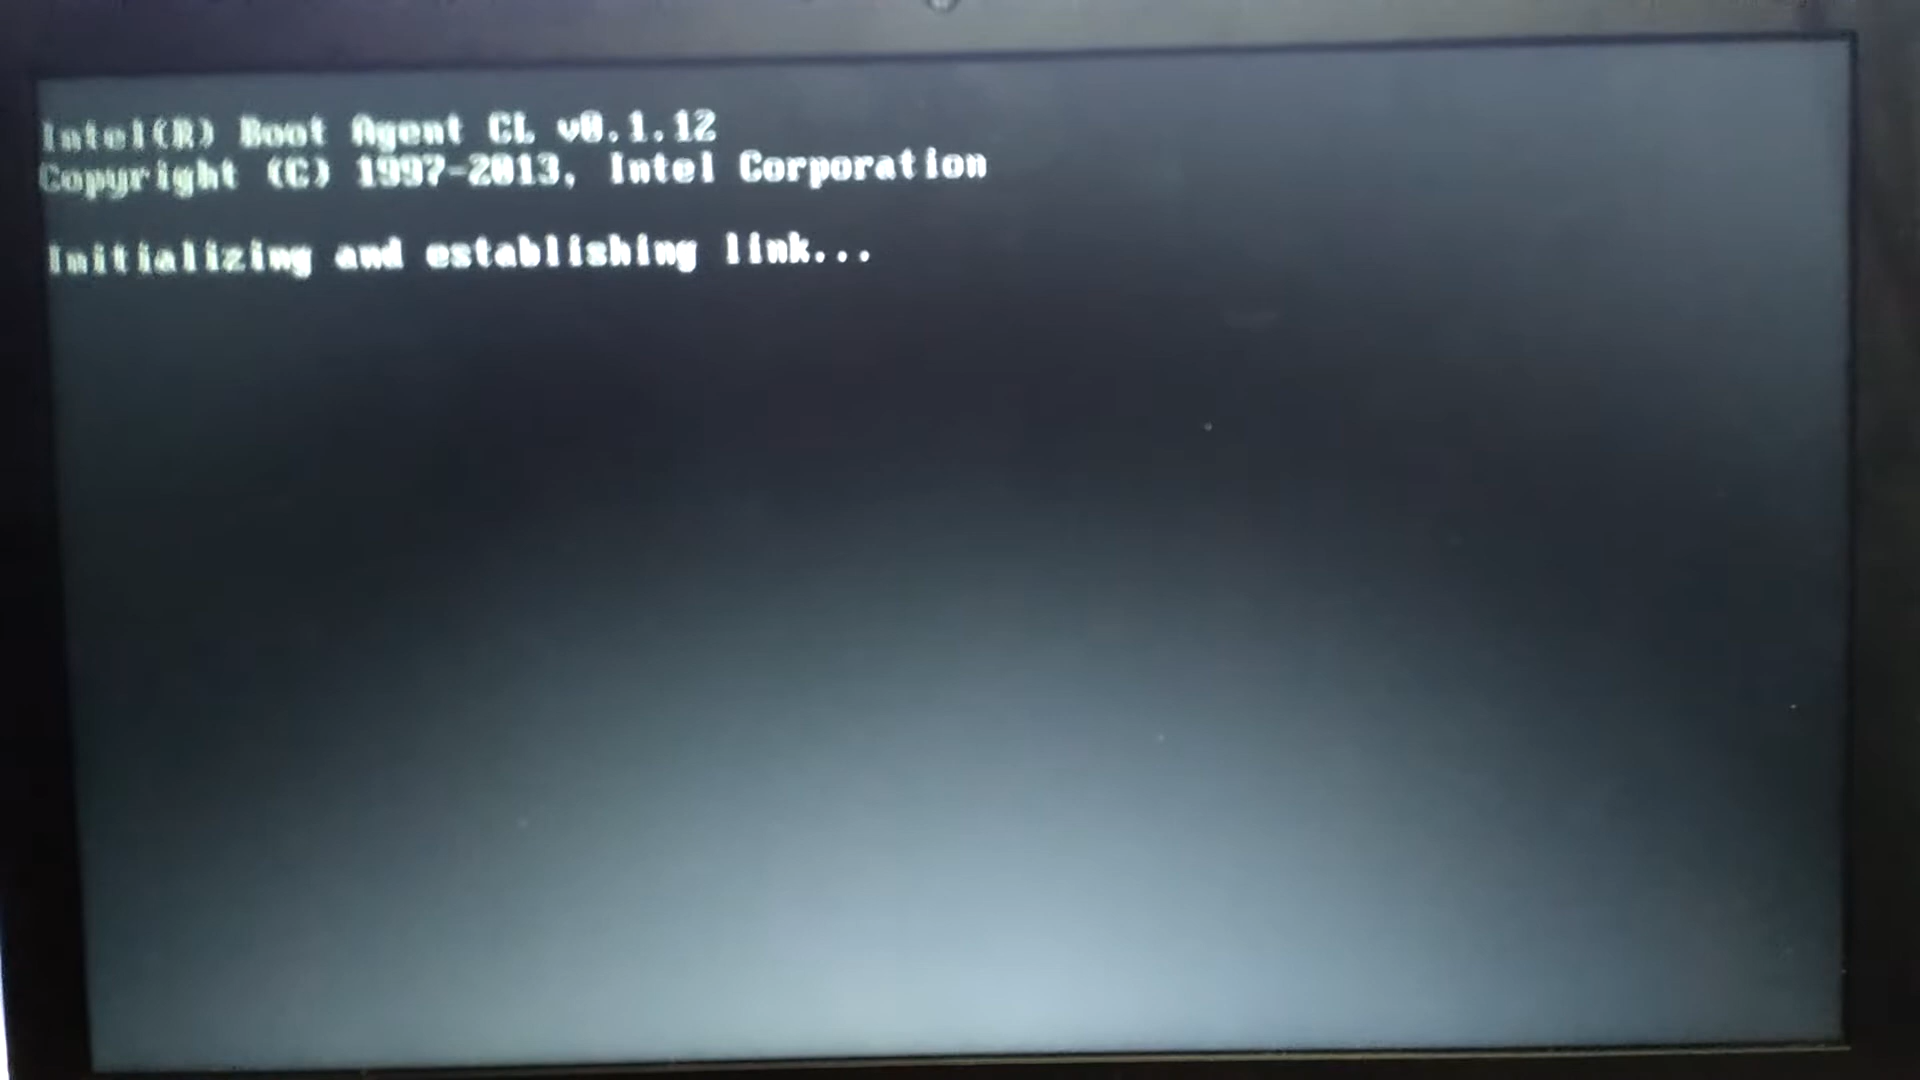 Intel(R) Boot Agent CL v0.1.12
Copyright (C) 1997-2013, Intel Corporation
Initializing and establishing link...